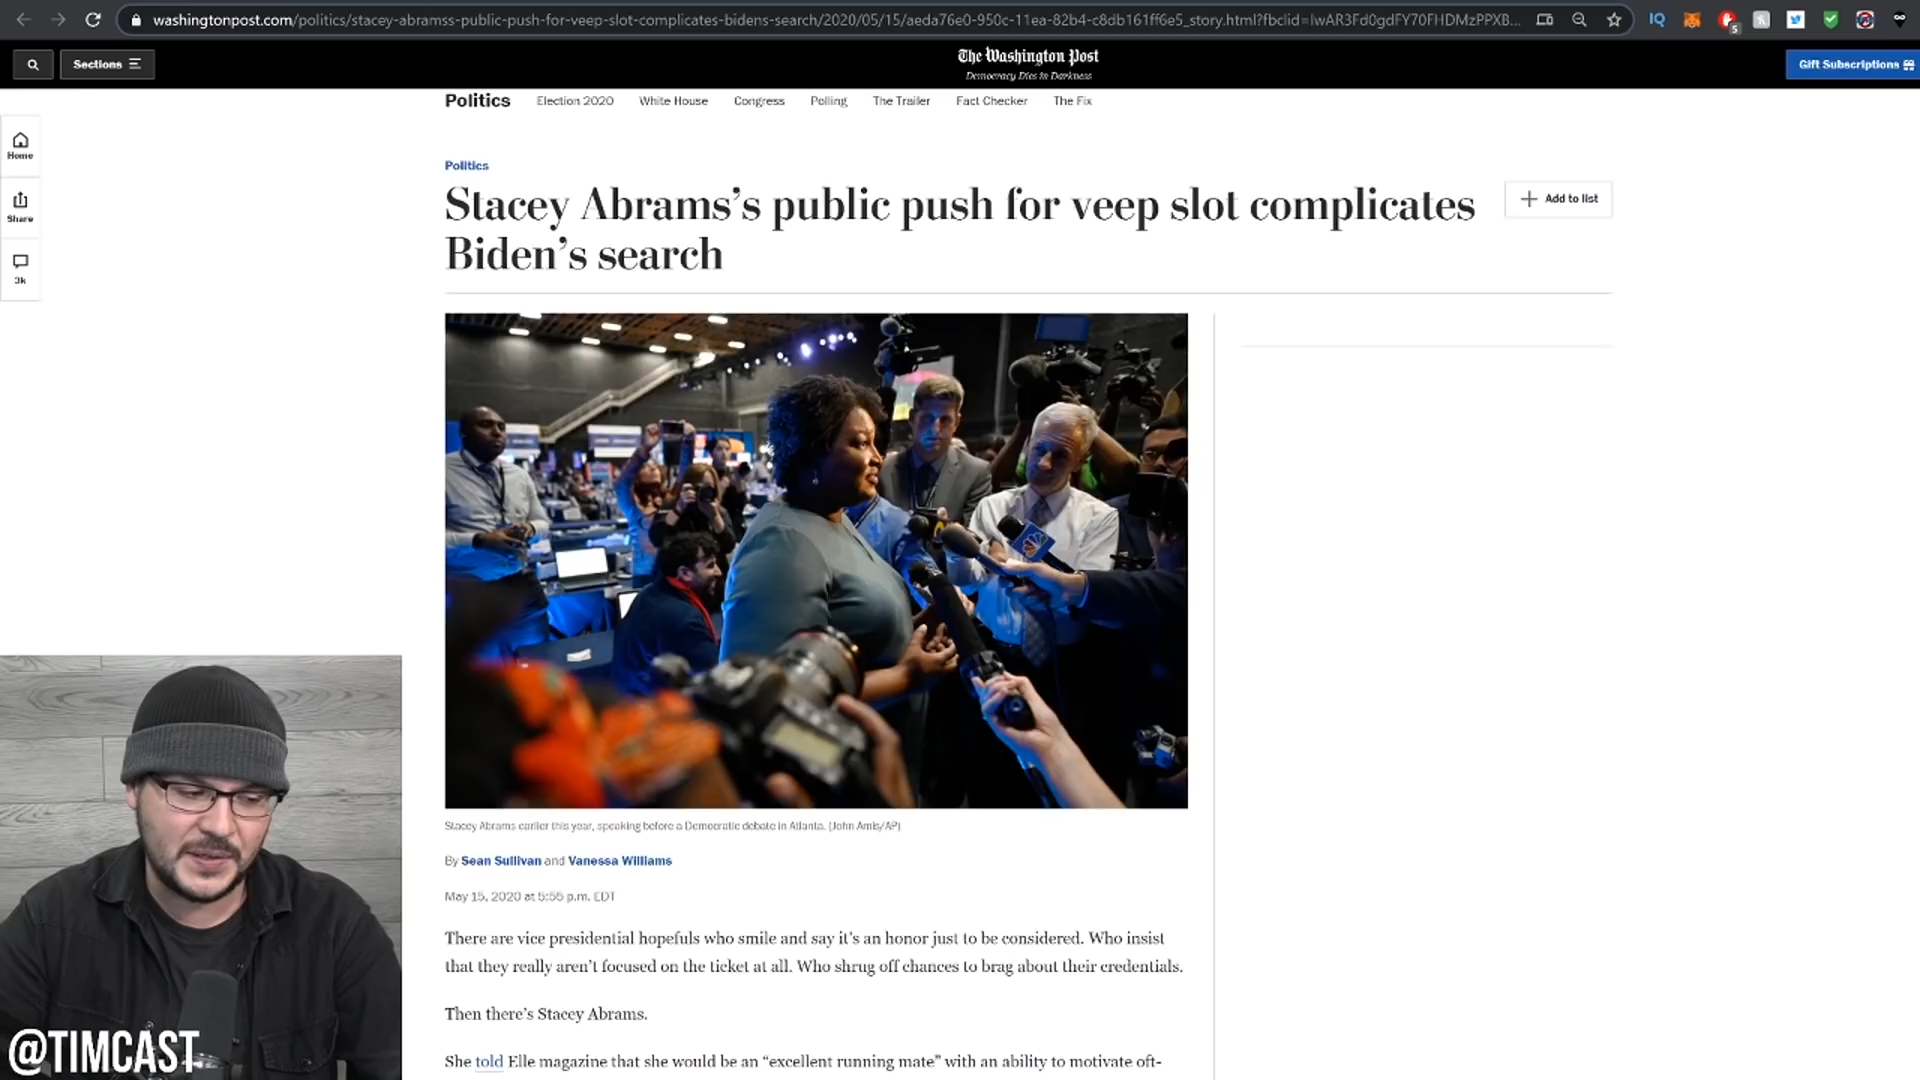 washingtonpost.com/politics/stacey-abramss-public-push-for-veep-slot-complicates-bidens-search/2020/05/15/aeda76e0-950c-11ea-82b4-c8db161ff6e5_story.html?fbclid=IwAR3Fd0gdFY70FHDMzPPXB...
IQ
5
Sections
The Washington Post
Democracy Dies in Darkness
Gift Subscriptions
Politics Election 2020 White House Congress Polling The Trailer Fact Checker The Fix
Home
Share
3k
Politics
Stacey Abrams’s public push for veep slot complicates
Biden’s search
Add to list
Stacey Abrams earlier this year, speaking before a Democratic debate in Atlanta. (John Amis/AP)
By Sean Sullivan and Vanessa Williams
May 15, 2020 at 5:55 p.m. EDT
There are vice presidential hopefuls who smile and say it’s an honor just to be considered. Who insist
that they really aren’t focused on the ticket at all. Who shrug off chances to brag about their credentials.
Then there’s Stacey Abrams.
She told Elle magazine that she would be an “excellent running mate” with an ability to motivate oft-
@TIMCAST